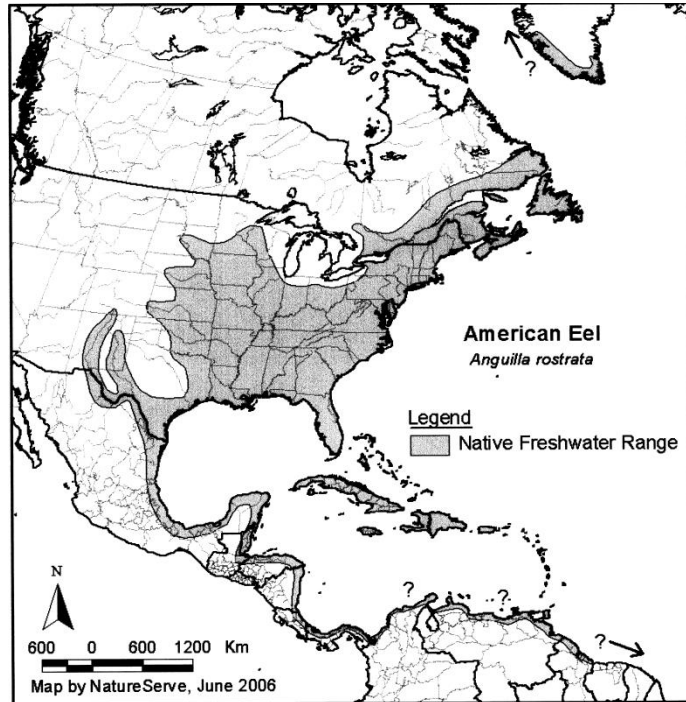 ?
American Eel
Anguilla rostrata
Legend
Native Freshwater Range
N
? ?
?
600 0 600 1200 Km
Map by NatureServe, June 2006